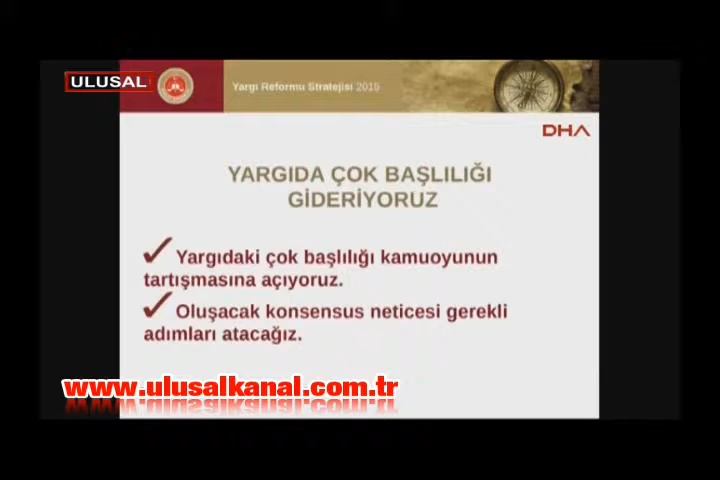 ULUSAL
Yargı Reformu Stratejisi 2015
DHA
YARGIDA ÇOK BAŞLILIĞI
GİDERİYORUZ
Yargıdaki çok başlılığı kamuoyunun
tartışmasına açıyoruz.
Oluşacak konsensus neticesi gerekli
adımları atacağız.
www.ulusalkanal.com.tr